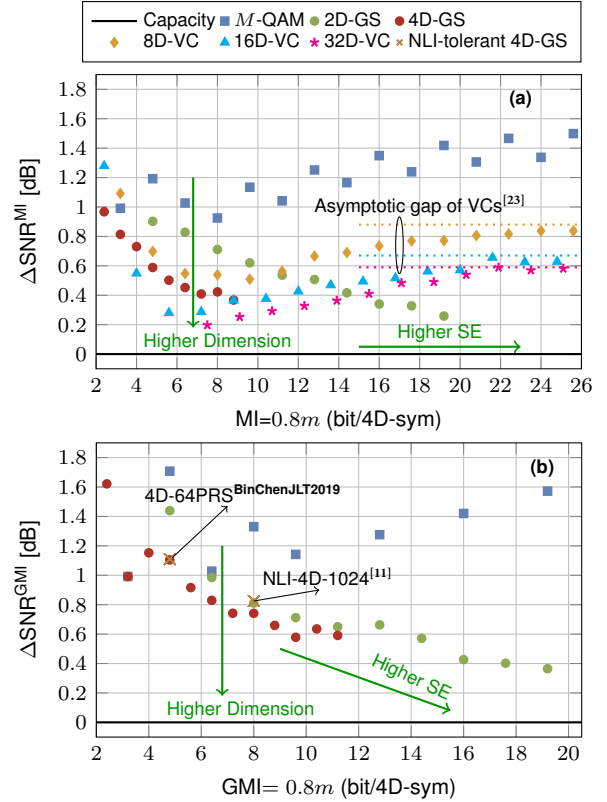 Capacity M-QAM 2D-GS 4D-GS
8D-VC 16D-VC 32D-VC NLI-tolerant 4D-GS
1.8
1.6
1.4
1.2
1
0.8
0.6
0.4
0.2
0
ΔSNR^MI [dB]
(a)
Asymptotic gap of VCs[23]
Higher Dimension
Higher SE
2 4 6 8 10 12 14 16 18 20 22 24 26
MI=0.8m (bit/4D-sym)
1.8
1.6
1.4
1.2
1
0.8
0.6
0.4
0.2
0
ΔSNR^GMI [dB]
(b)
4D-64PRS BinChenJLT2019
NLI-4D-1024[11]
Higher SE
Higher Dimension
2 4 6 8 10 12 14 16 18 20
GMI= 0.8m (bit/4D-sym)